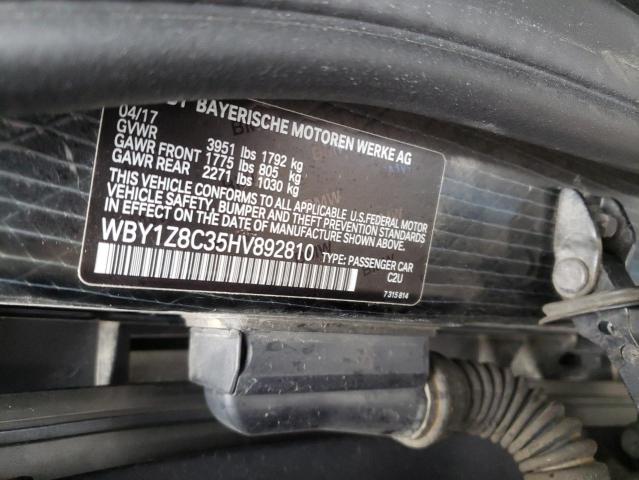 BAYERISCHE MOTOREN WERKE AG
04/17
GVWR 3951 lbs 1792 kg
GAWR FRONT 1775 lbs 805 kg
GAWR REAR 2271 lbs 1030 kg
THIS VEHICLE CONFORMS TO ALL APPLICABLE U.S.FEDERAL MOTOR
VEHICLE SAFETY, BUMPER AND THEFT PREVENTION STANDARDS
IN EFFECT ON THE DATE OF MANUFACTURE SHOWN ABOVE.
WBY1Z8C35HV892810 TYPE: PASSENGER CAR
C2U
7315814